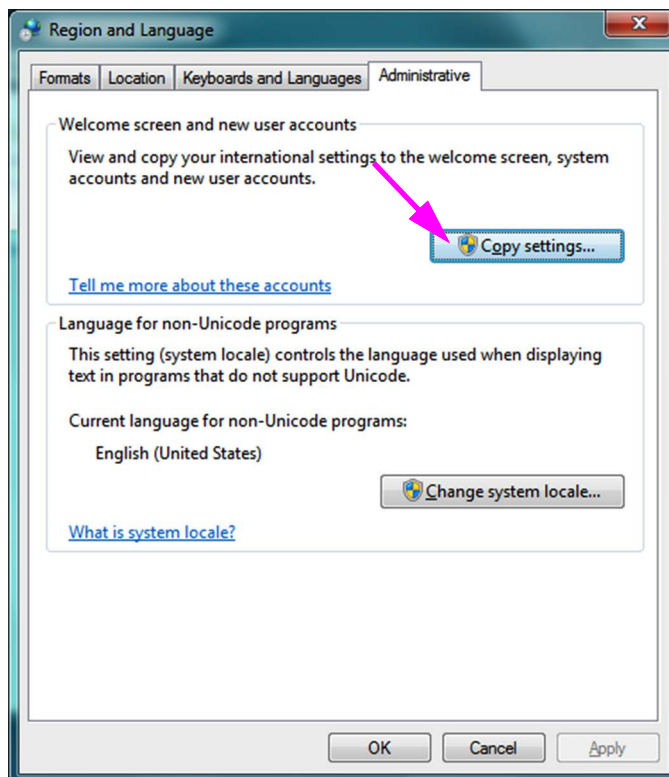 Region and Language
Formats Location Keyboards and Languages Administrative
Welcome screen and new user accounts
View and copy your international settings to the welcome screen, system
accounts and new user accounts.
Copy settings...
Tell me more about these accounts
Language for non-Unicode programs
This setting (system locale) controls the language used when displaying
text in programs that do not support Unicode.
Current language for non-Unicode programs:
English (United States)
Change system locale...
What is system locale?
OK Cancel Apply